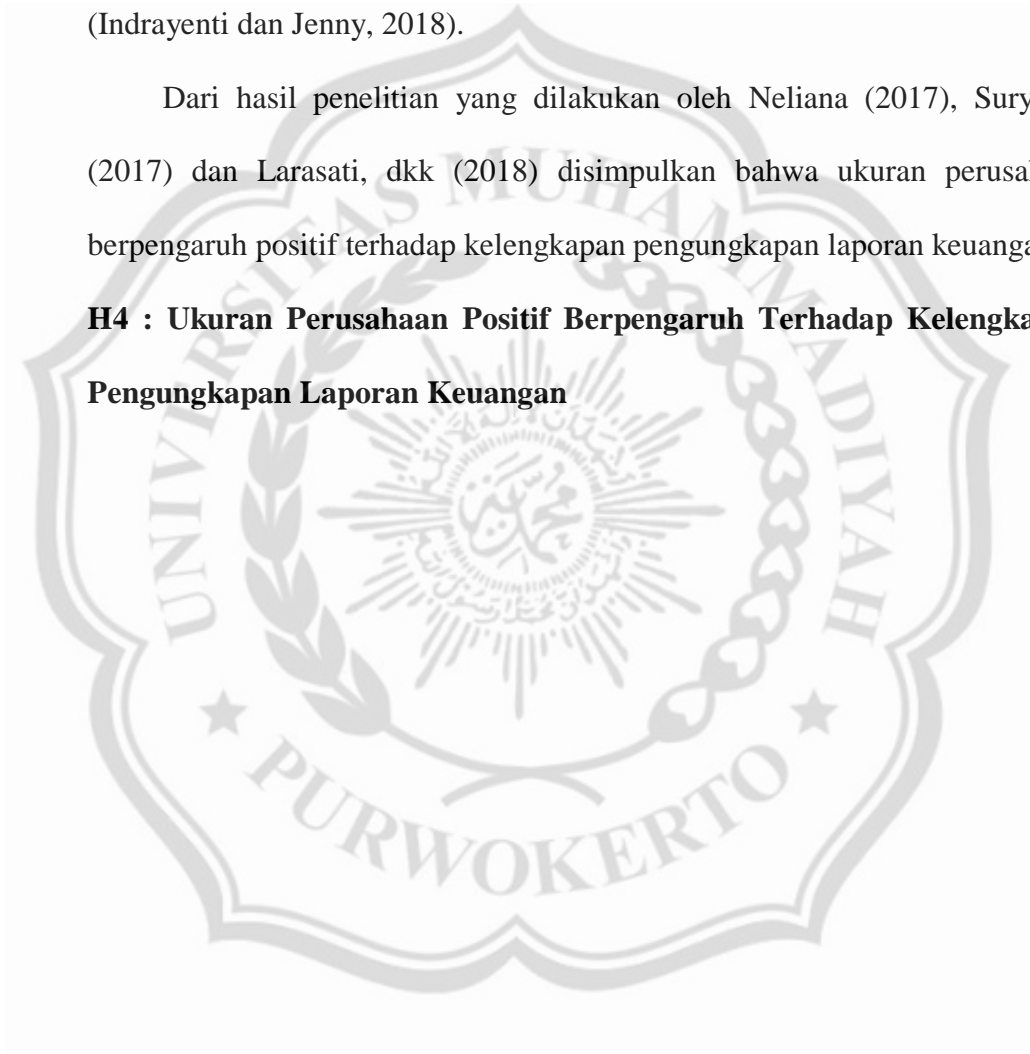 (Indrayenti dan Jenny, 2018).
Dari hasil penelitian yang dilakukan oleh Neliana (2017), Sury
(2017) dan Larasati, dkk (2018) disimpulkan bahwa ukuran perusa
berpengaruh positif terhadap kelengkapan pengungkapan laporan keuanga
H4 : Ukuran Perusahaan Positif Berpengaruh Terhadap Kelengka
Pengungkapan Laporan Keuangan
UNIVERSITAS MUHAMMADIYAH
PURWOKERTO